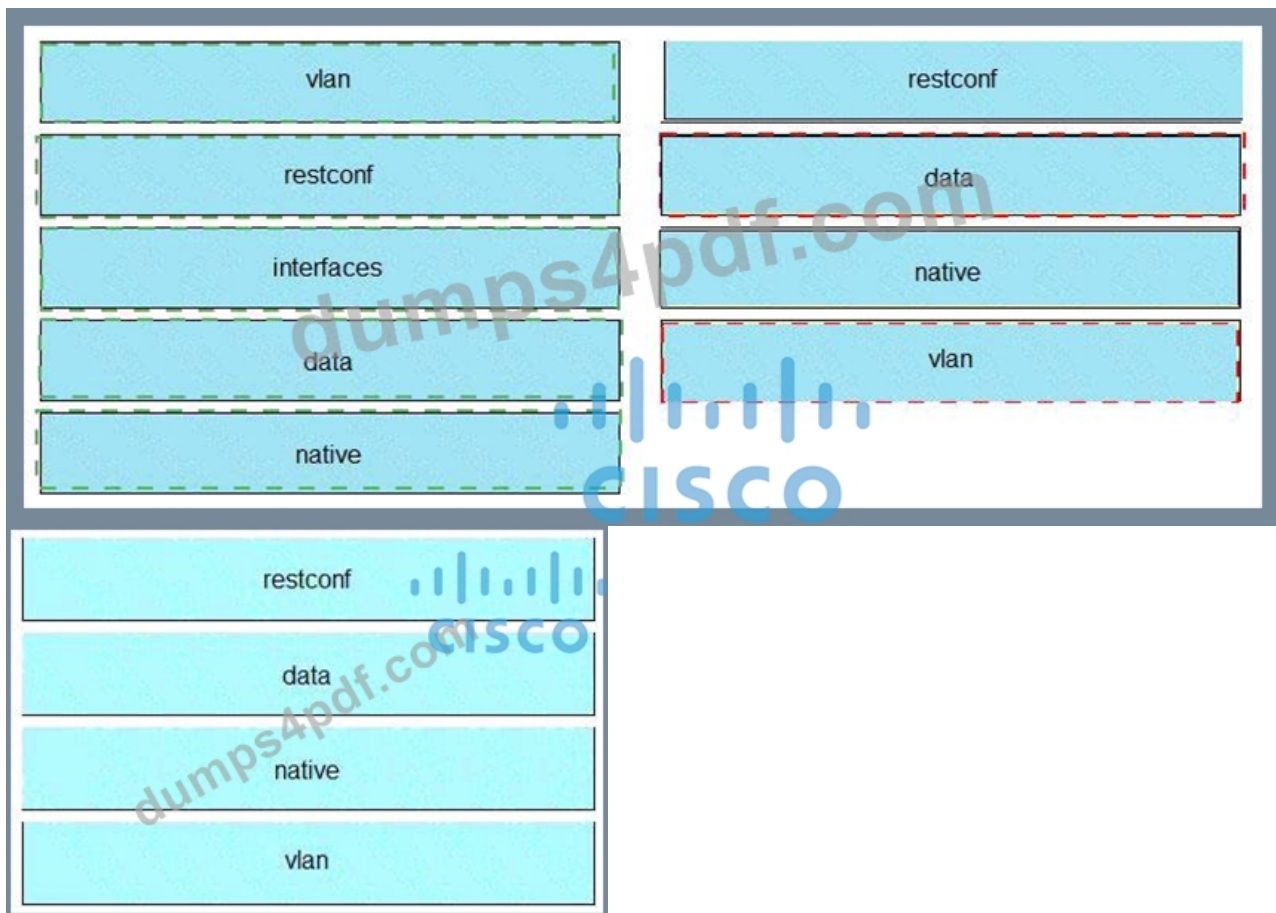 vlan
restconf
interfaces
data
native
restconf
data
native
vlan
dumps4pdf.com
CISCO
restconf
data
native
vlan
dumps4pdf.com
CISCO